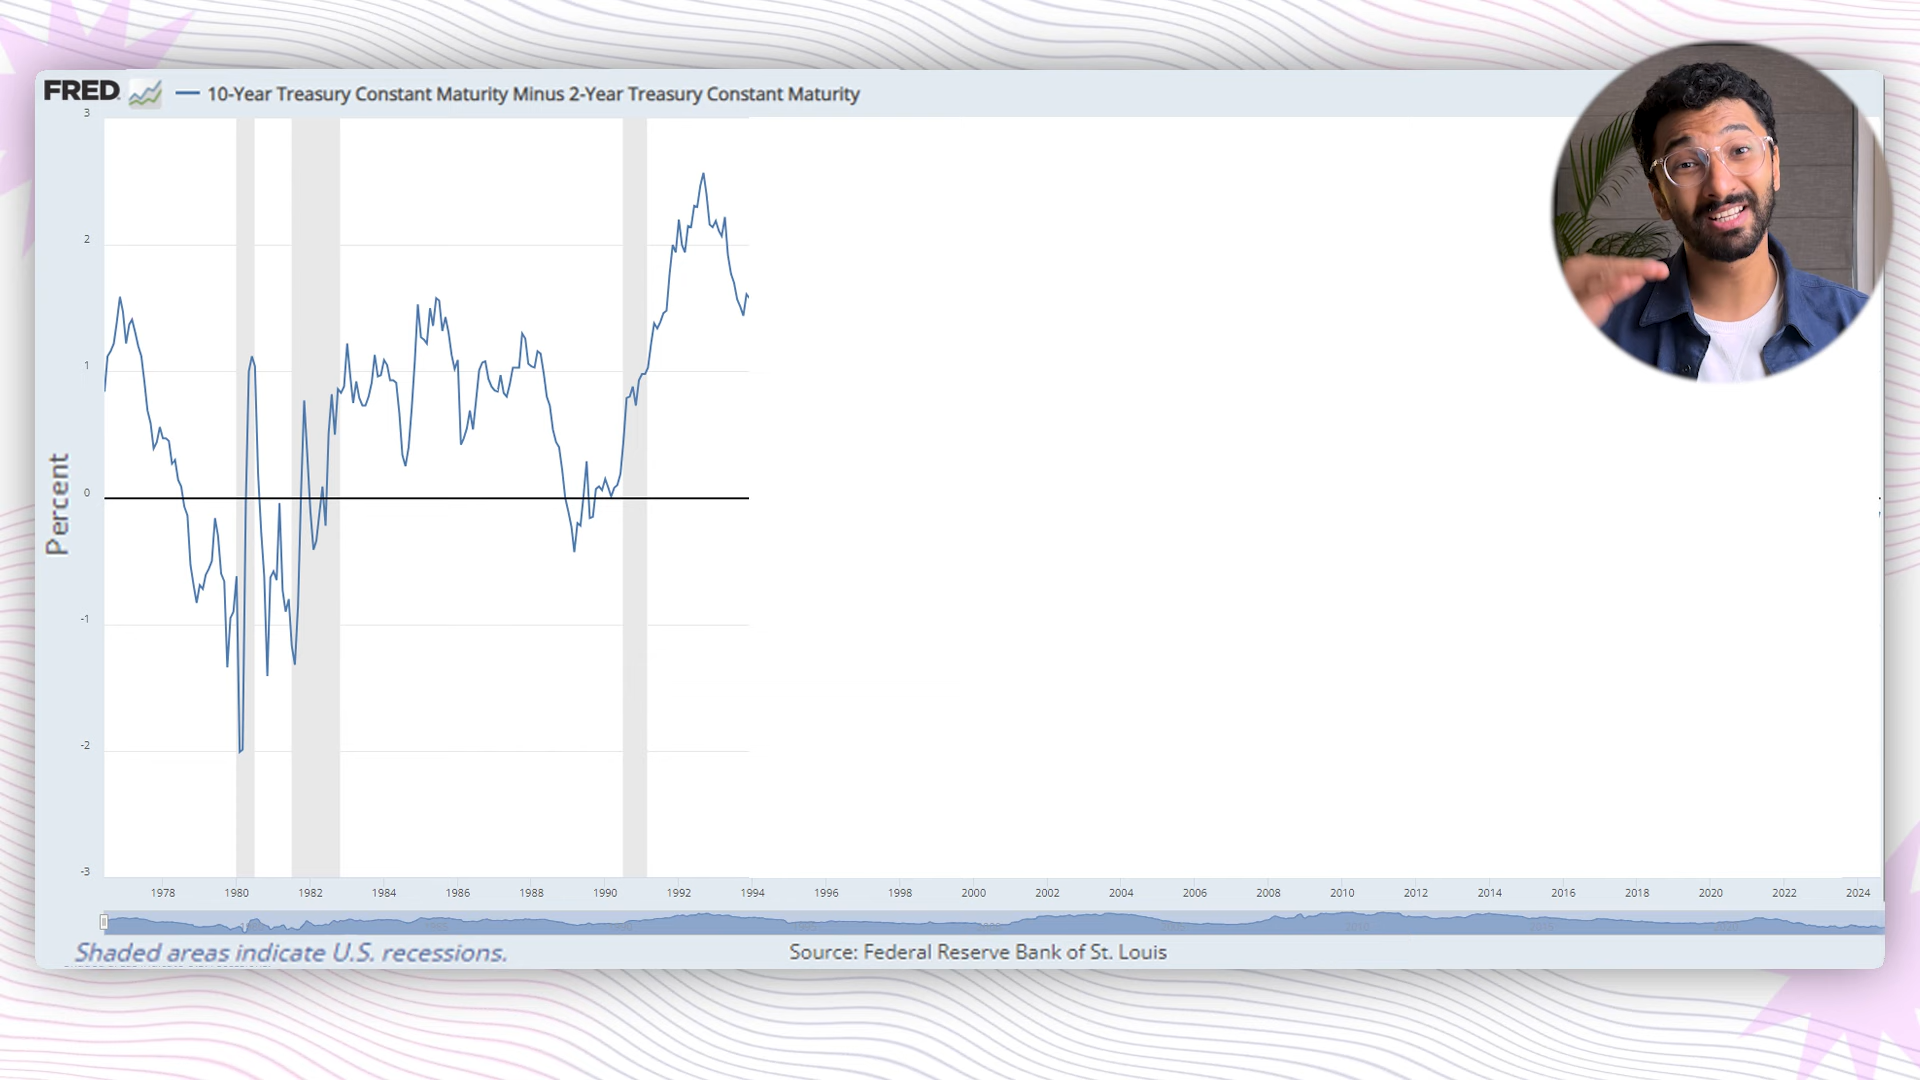 FRED
10-Year Treasury Constant Maturity Minus 2-Year Treasury Constant Maturity
3
2
1
0
-1
-2
-3
Percent
1978 1980 1982 1984 1986 1988 1990 1992 1994 1996 1998 2000 2002 2004 2006 2008 2010 2012 2014 2016 2018 2020 2022 2024
Shaded areas indicate U.S. recessions.
Source: Federal Reserve Bank of St. Louis